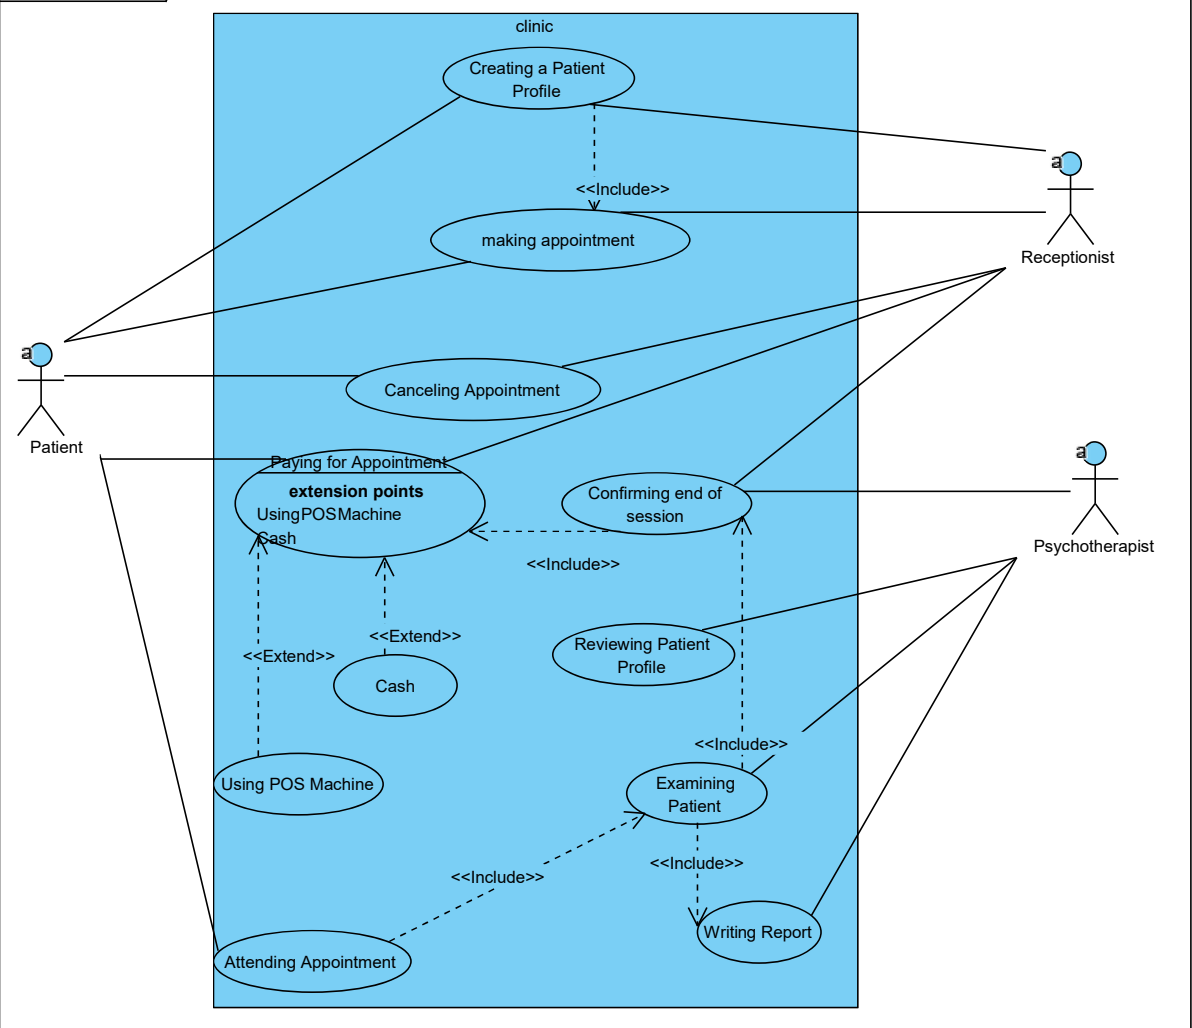 clinic
Creating a Patient
Profile
<<Include>>
making appointment
a
Receptionist
a
Patient
Canceling Appointment
Paying for Appointment
extension points
UsingPOSMachine
Cash
Confirming end of
session
<<Include>>
a
Psychotherapist
<<Extend>>
<<Extend>>
Reviewing Patient
Profile
Cash
<<Include>>
Using POS Machine
Examining
Patient
<<Include>>
<<Include>>
Writing Report
Attending Appointment